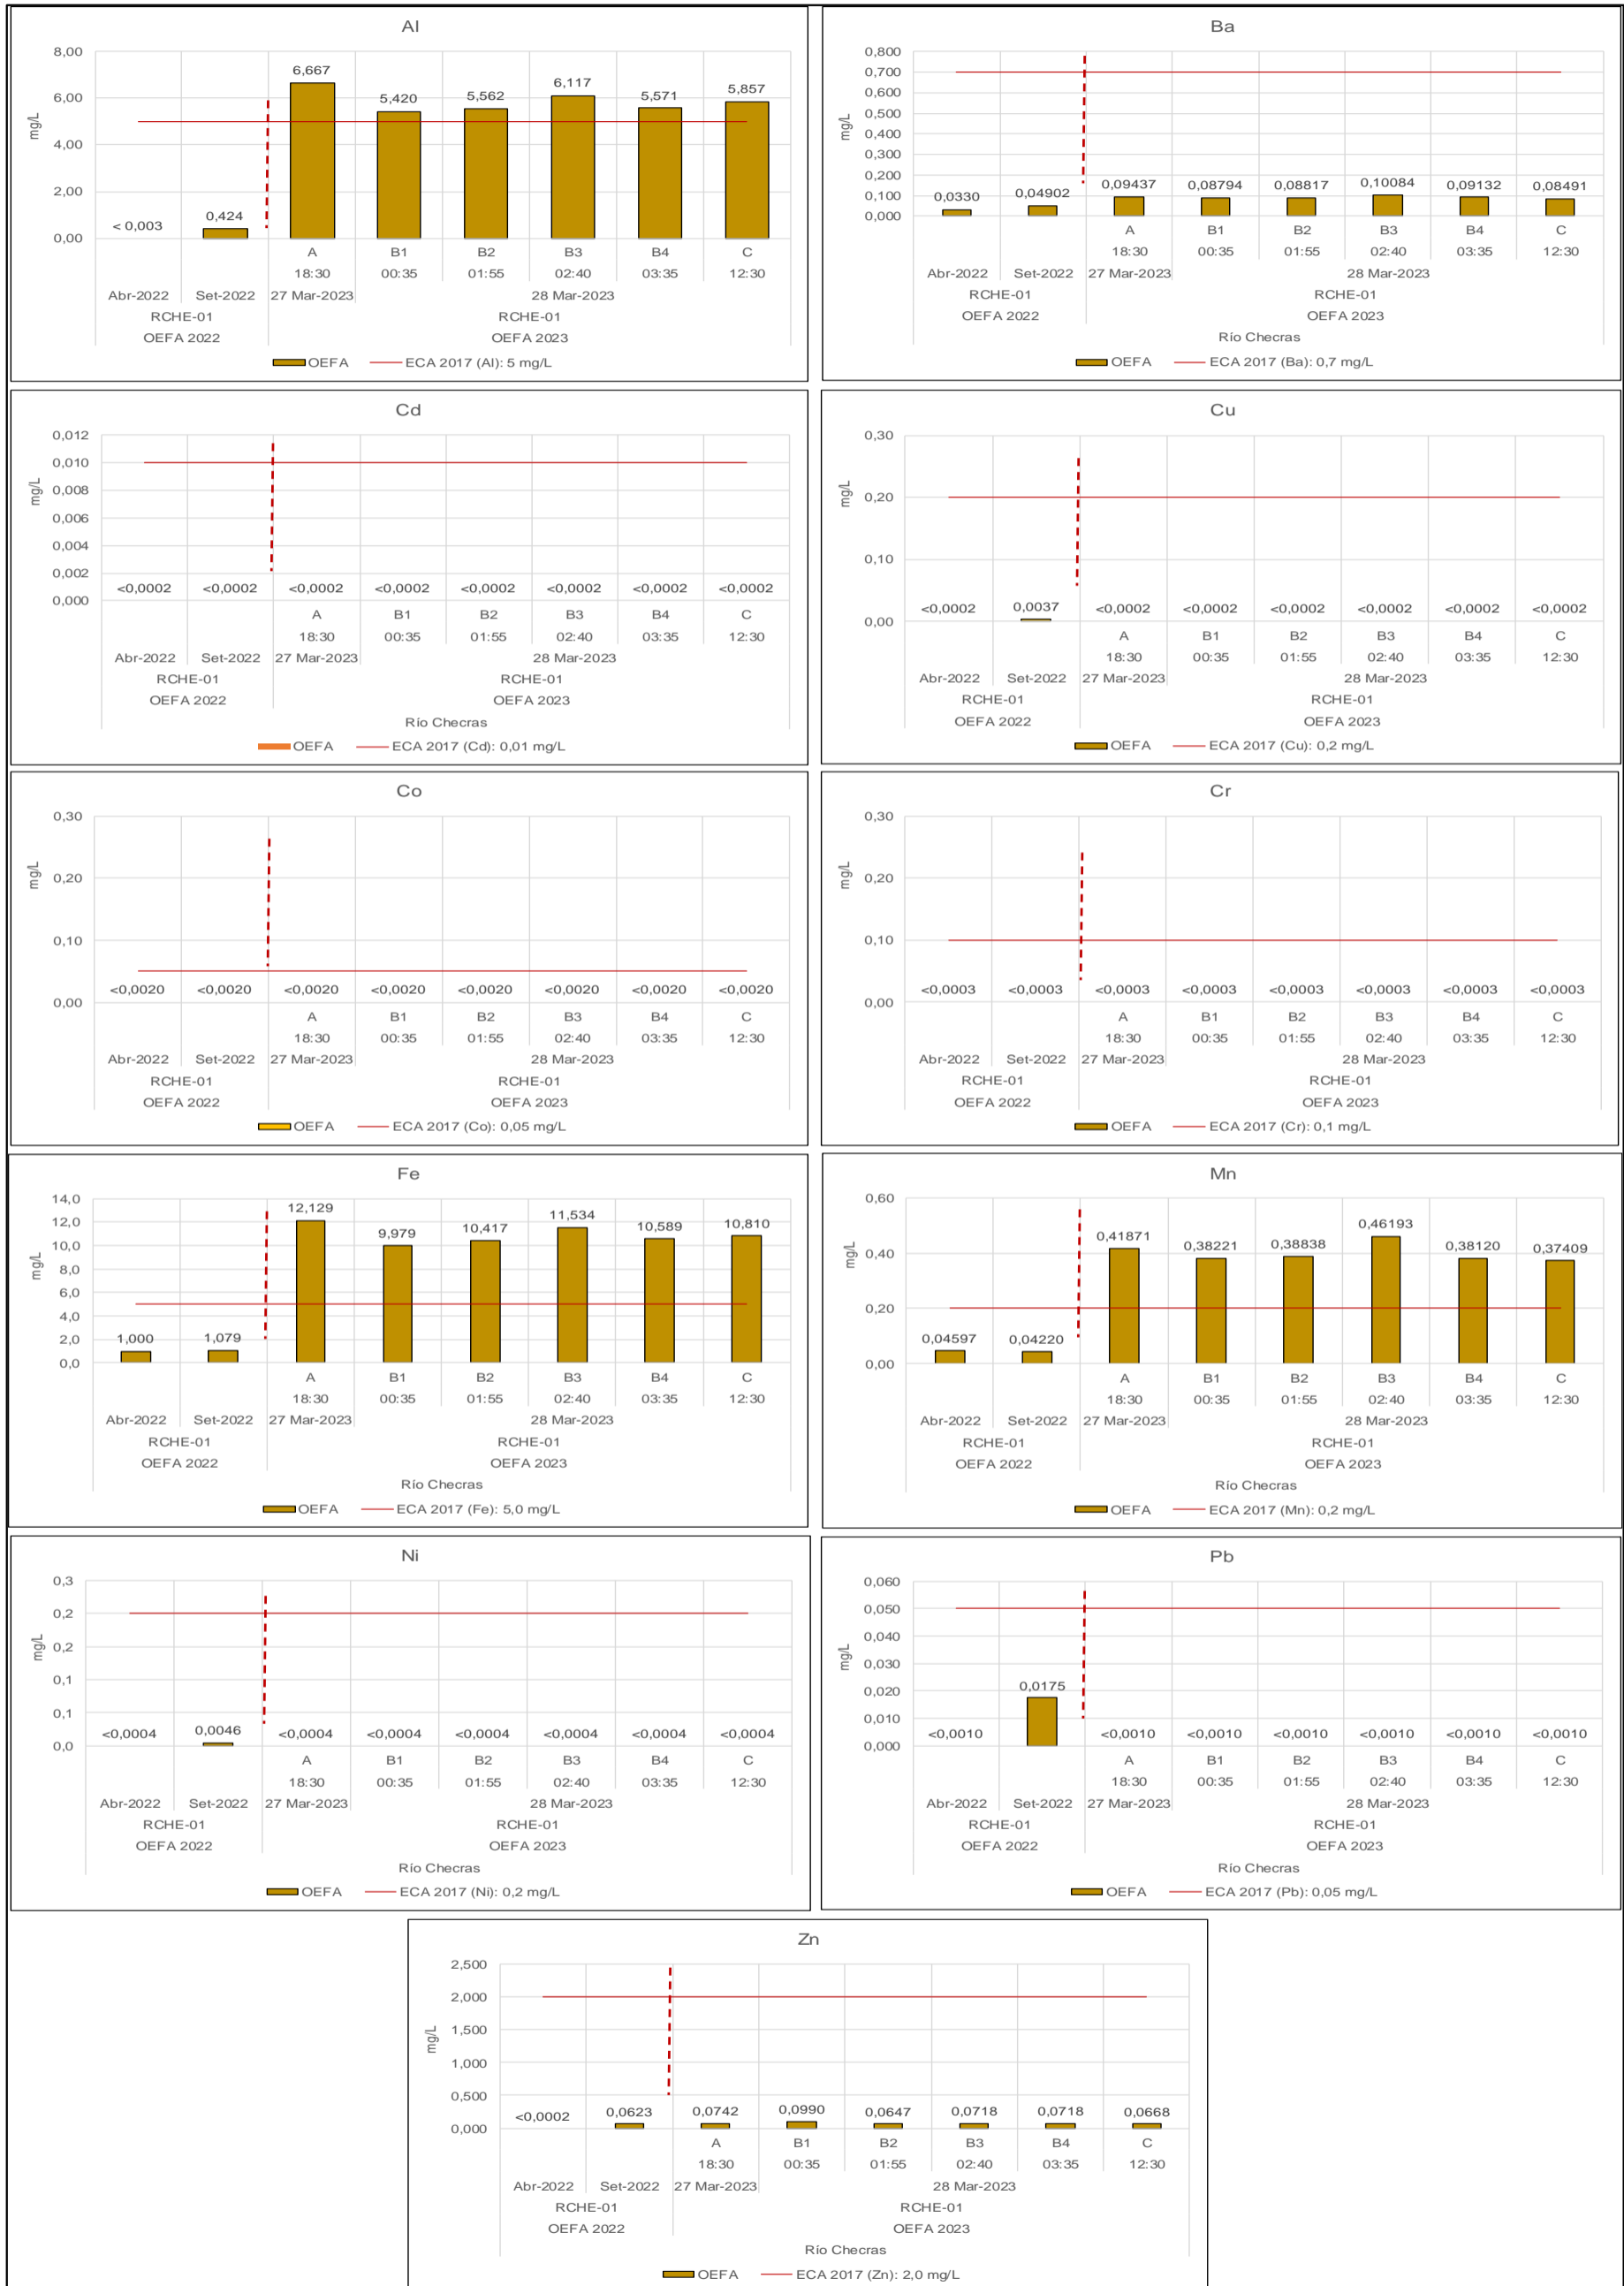 Al
8,00
6,00
4,00
2,00
0,00
mg/L
< 0,003
0,424
6,667
5,420
5,562
6,117
5,571
5,857
A B1 B2 B3 B4 C
18:30 00:35 01:55 02:40 03:35 12:30
Abr-2022 Set-2022 27 Mar-2023 28 Mar-2023
RCHE-01 RCHE-01
OEFA 2022 OEFA 2023
OEFA ECA 2017 (Al): 5 mg/L
Ba
0,800
0,700
0,600
0,500
0,400
0,300
0,200
0,100
0,000
mg/L
0,0330
0,04902
0,09437
0,08794
0,08817
0,10084
0,09132
0,08491
A B1 B2 B3 B4 C
18:30 00:35 01:55 02:40 03:35 12:30
Abr-2022 Set-2022 27 Mar-2023 28 Mar-2023
RCHE-01 RCHE-01
OEFA 2022 OEFA 2023
Río Checras
OEFA ECA 2017 (Ba): 0,7 mg/L
Cd
0,012
0,010
0,008
0,006
0,004
0,002
0,000
mg/L
<0,0002 <0,0002 <0,0002 <0,0002 <0,0002 <0,0002 <0,0002 <0,0002
A B1 B2 B3 B4 C
18:30 00:35 01:55 02:40 03:35 12:30
Abr-2022 Set-2022 27 Mar-2023 28 Mar-2023
RCHE-01 RCHE-01
OEFA 2022 OEFA 2023
Río Checras
OEFA ECA 2017 (Cd): 0,01 mg/L
Cu
0,30
0,20
0,10
0,00
mg/L
<0,0002 0,0037 <0,0002 <0,0002 <0,0002 <0,0002 <0,0002 <0,0002
A B1 B2 B3 B4 C
18:30 00:35 01:55 02:40 03:35 12:30
Abr-2022 Set-2022 27 Mar-2023 28 Mar-2023
RCHE-01 RCHE-01
OEFA 2022 OEFA 2023
OEFA ECA 2017 (Cu): 0,2 mg/L
Co
0,30
0,20
0,10
0,00
mg/L
<0,0020 <0,0020 <0,0020 <0,0020 <0,0020 <0,0020 <0,0020 <0,0020
A B1 B2 B3 B4 C
18:30 00:35 01:55 02:40 03:35 12:30
Abr-2022 Set-2022 27 Mar-2023 28 Mar-2023
RCHE-01 RCHE-01
OEFA 2022 OEFA 2023
OEFA ECA 2017 (Co): 0,05 mg/L
Cr
0,30
0,20
0,10
0,00
mg/L
<0,0003 <0,0003 <0,0003 <0,0003 <0,0003 <0,0003 <0,0003 <0,0003
A B1 B2 B3 B4 C
18:30 00:35 01:55 02:40 03:35 12:30
Abr-2022 Set-2022 27 Mar-2023 28 Mar-2023
RCHE-01 RCHE-01
OEFA 2022 OEFA 2023
OEFA ECA 2017 (Cr): 0,1 mg/L
Fe
14,0
12,0
10,0
8,0
6,0
4,0
2,0
0,0
mg/L
1,000
1,079
12,129
9,979
10,417
11,534
10,589
10,810
A B1 B2 B3 B4 C
18:30 00:35 01:55 02:40 03:35 12:30
Abr-2022 Set-2022 27 Mar-2023 28 Mar-2023
RCHE-01 RCHE-01
OEFA 2022 OEFA 2023
Río Checras
OEFA ECA 2017 (Fe): 5,0 mg/L
Mn
0,60
0,40
0,20
0,00
mg/L
0,04597
0,04220
0,41871
0,38221
0,38838
0,46193
0,38120
0,37409
A B1 B2 B3 B4 C
18:30 00:35 01:55 02:40 03:35 12:30
Abr-2022 Set-2022 27 Mar-2023 28 Mar-2023
RCHE-01 RCHE-01
OEFA 2022 OEFA 2023
Río Checras
OEFA ECA 2017 (Mn): 0,2 mg/L
Ni
0,3
0,2
0,2
0,1
0,1
0,0
mg/L
<0,0004 0,0046 <0,0004 <0,0004 <0,0004 <0,0004 <0,0004 <0,0004
A B1 B2 B3 B4 C
18:30 00:35 01:55 02:40 03:35 12:30
Abr-2022 Set-2022 27 Mar-2023 28 Mar-2023
RCHE-01 RCHE-01
OEFA 2022 OEFA 2023
Río Checras
OEFA ECA 2017 (Ni): 0,2 mg/L
Pb
0,060
0,050
0,040
0,030
0,020
0,010
0,000
mg/L
<0,0010 0,0175 <0,0010 <0,0010 <0,0010 <0,0010 <0,0010 <0,0010
A B1 B2 B3 B4 C
18:30 00:35 01:55 02:40 03:35 12:30
Abr-2022 Set-2022 27 Mar-2023 28 Mar-2023
RCHE-01 RCHE-01
OEFA 2022 OEFA 2023
Río Checras
OEFA ECA 2017 (Pb): 0,05 mg/L
Zn
2,500
2,000
1,500
1,000
0,500
0,000
mg/L
<0,0002 0,0623 0,0742 0,0990 0,0647 0,0718 0,0718 0,0668
A B1 B2 B3 B4 C
18:30 00:35 01:55 02:40 03:35 12:30
Abr-2022 Set-2022 27 Mar-2023 28 Mar-2023
RCHE-01 RCHE-01
OEFA 2022 OEFA 2023
Río Checras
OEFA ECA 2017 (Zn): 2,0 mg/L